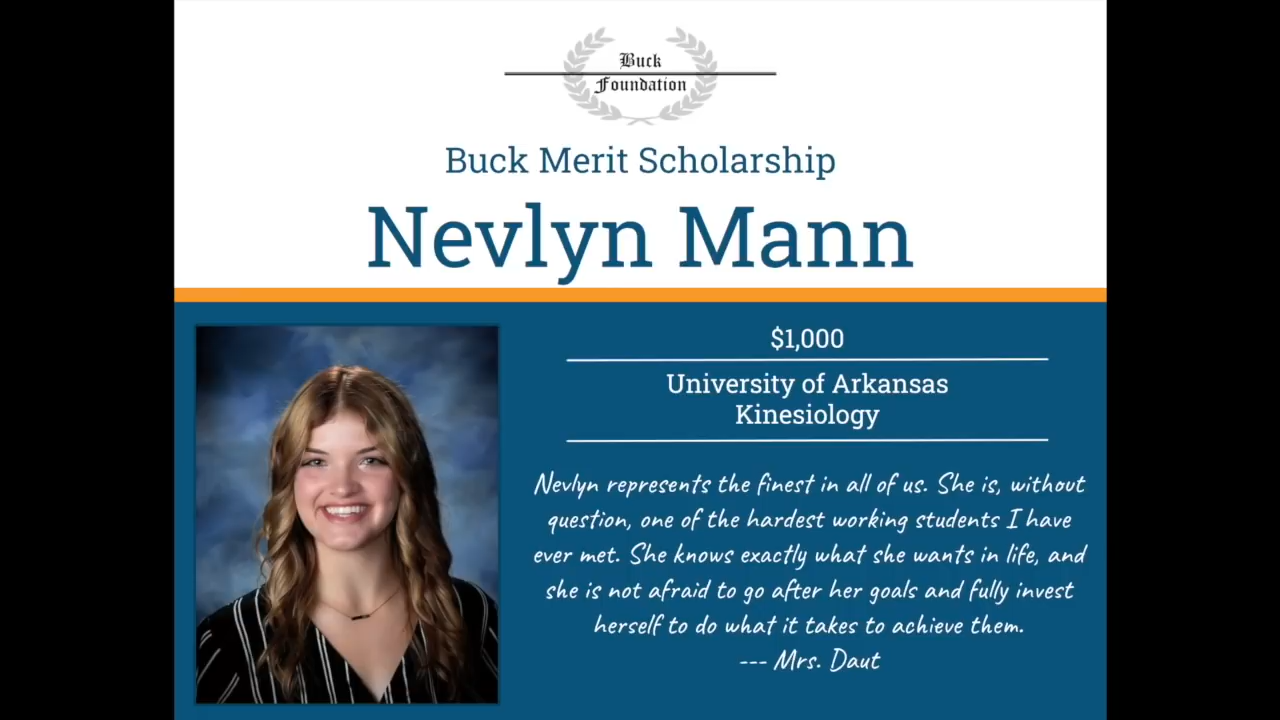 Buck
Foundation
Buck Merit Scholarship
Nevlyn Mann
$1,000
University of Arkansas
Kinesiology
Nevlyn represents the finest in all of us. She is, without
question, one of the hardest working students I have
ever met. She knows exactly what she wants in life, and
she is not afraid to go after her goals and fully invest
herself to do what it takes to achieve them.
--- Mrs. Daut